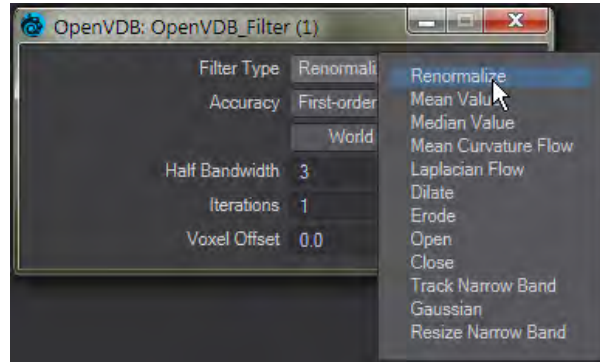 OpenVDB: OpenVDB_Filter (1)
Filter Type Renormali
Accuracy First-order
World
Half Bandwidth 3
Iterations 1
Voxel Offset 0.0
Renormalize
Mean Value
Median Value
Mean Curvature Flow
Laplacian Flow
Dilate
Erode
Open
Close
Track Narrow Band
Gaussian
Resize Narrow Band